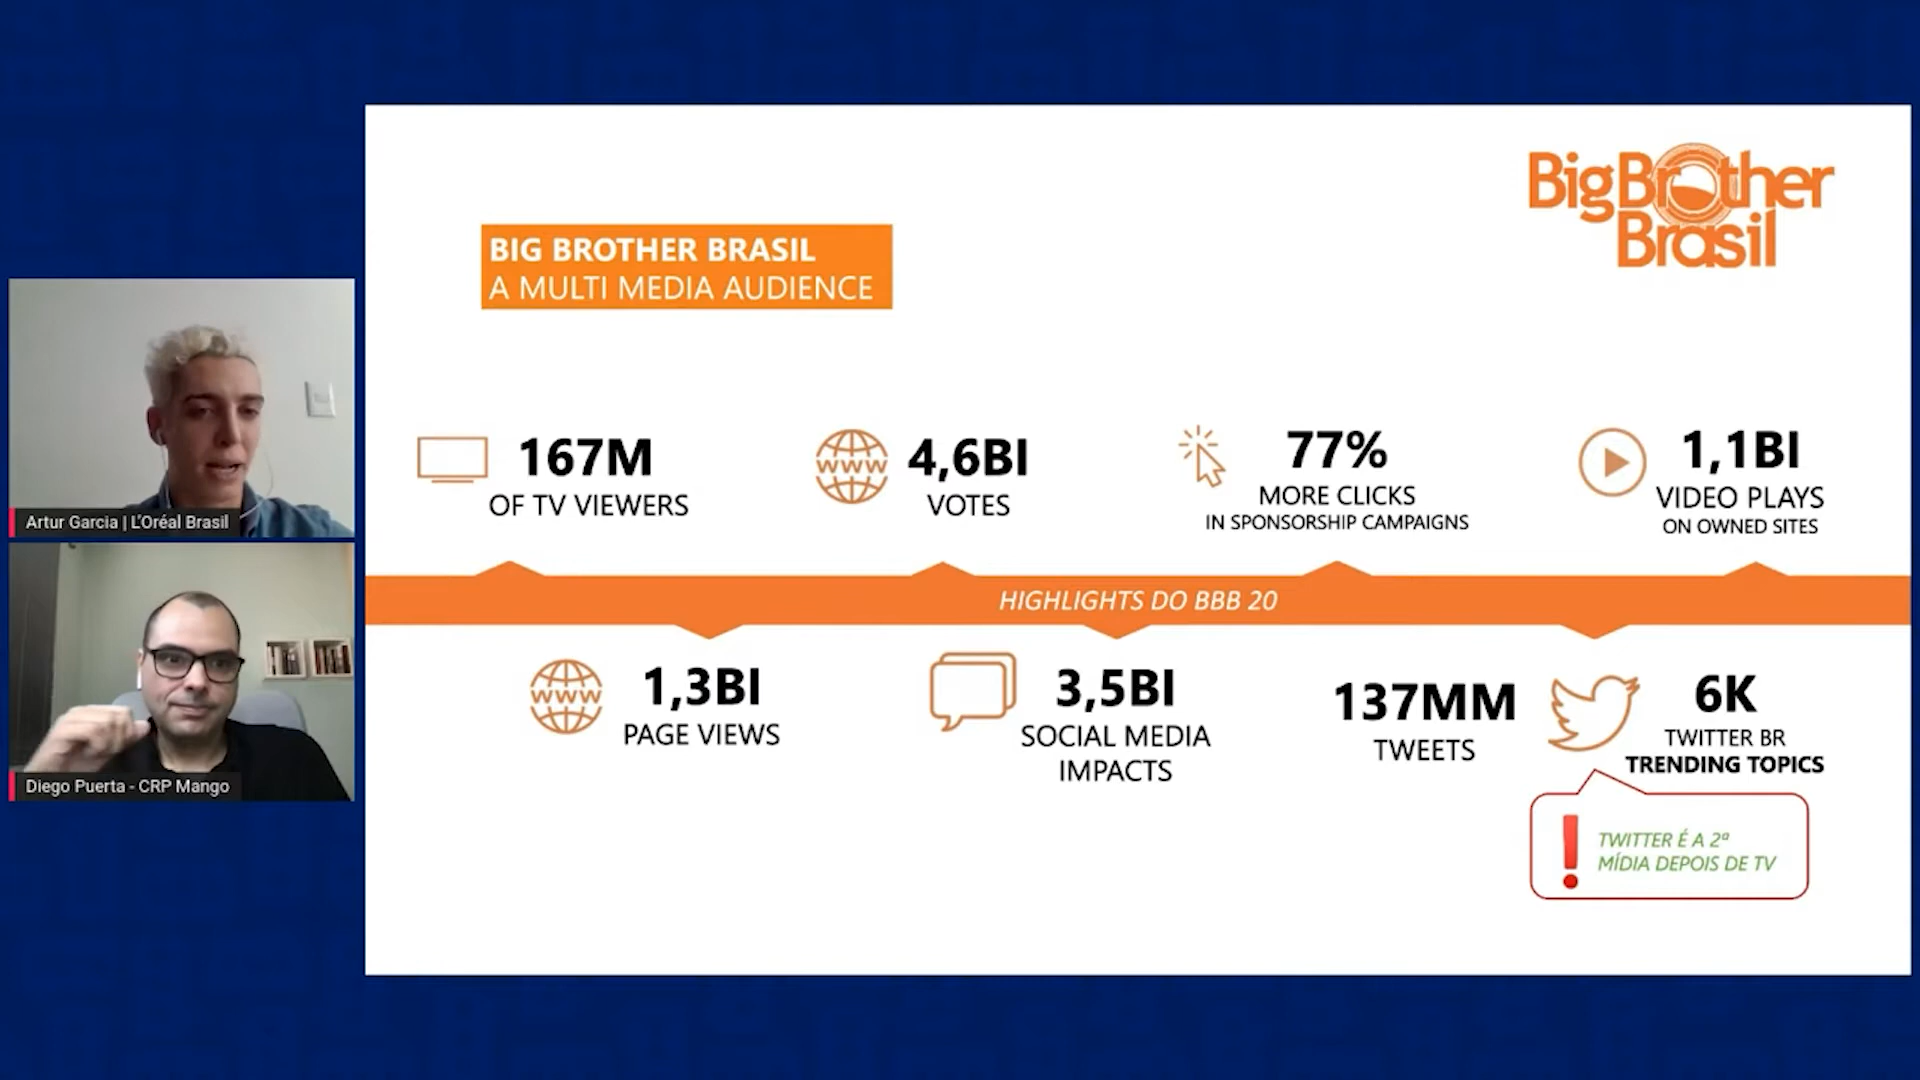 BigBrother
Brasil
BIG BROTHER BRASIL
A MULTI MEDIA AUDIENCE
167M
OF TV VIEWERS
www
4,6BI
VOTES
77%
MORE CLICKS
IN SPONSORSHIP CAMPAIGNS
1,1BI
VIDEO PLAYS
ON OWNED SITES
HIGHLIGHTS DO BBB 20
www
1,3BI
PAGE VIEWS
3,5BI
SOCIAL MEDIA
IMPACTS
137MM
TWEETS
6K
TWITTER BR
TRENDING TOPICS
TWITTER É A 2ª
MÍDIA DEPOIS DE TV
Artur Garcia | L'Oréal Brasil
Diego Puerta - CRP Mango